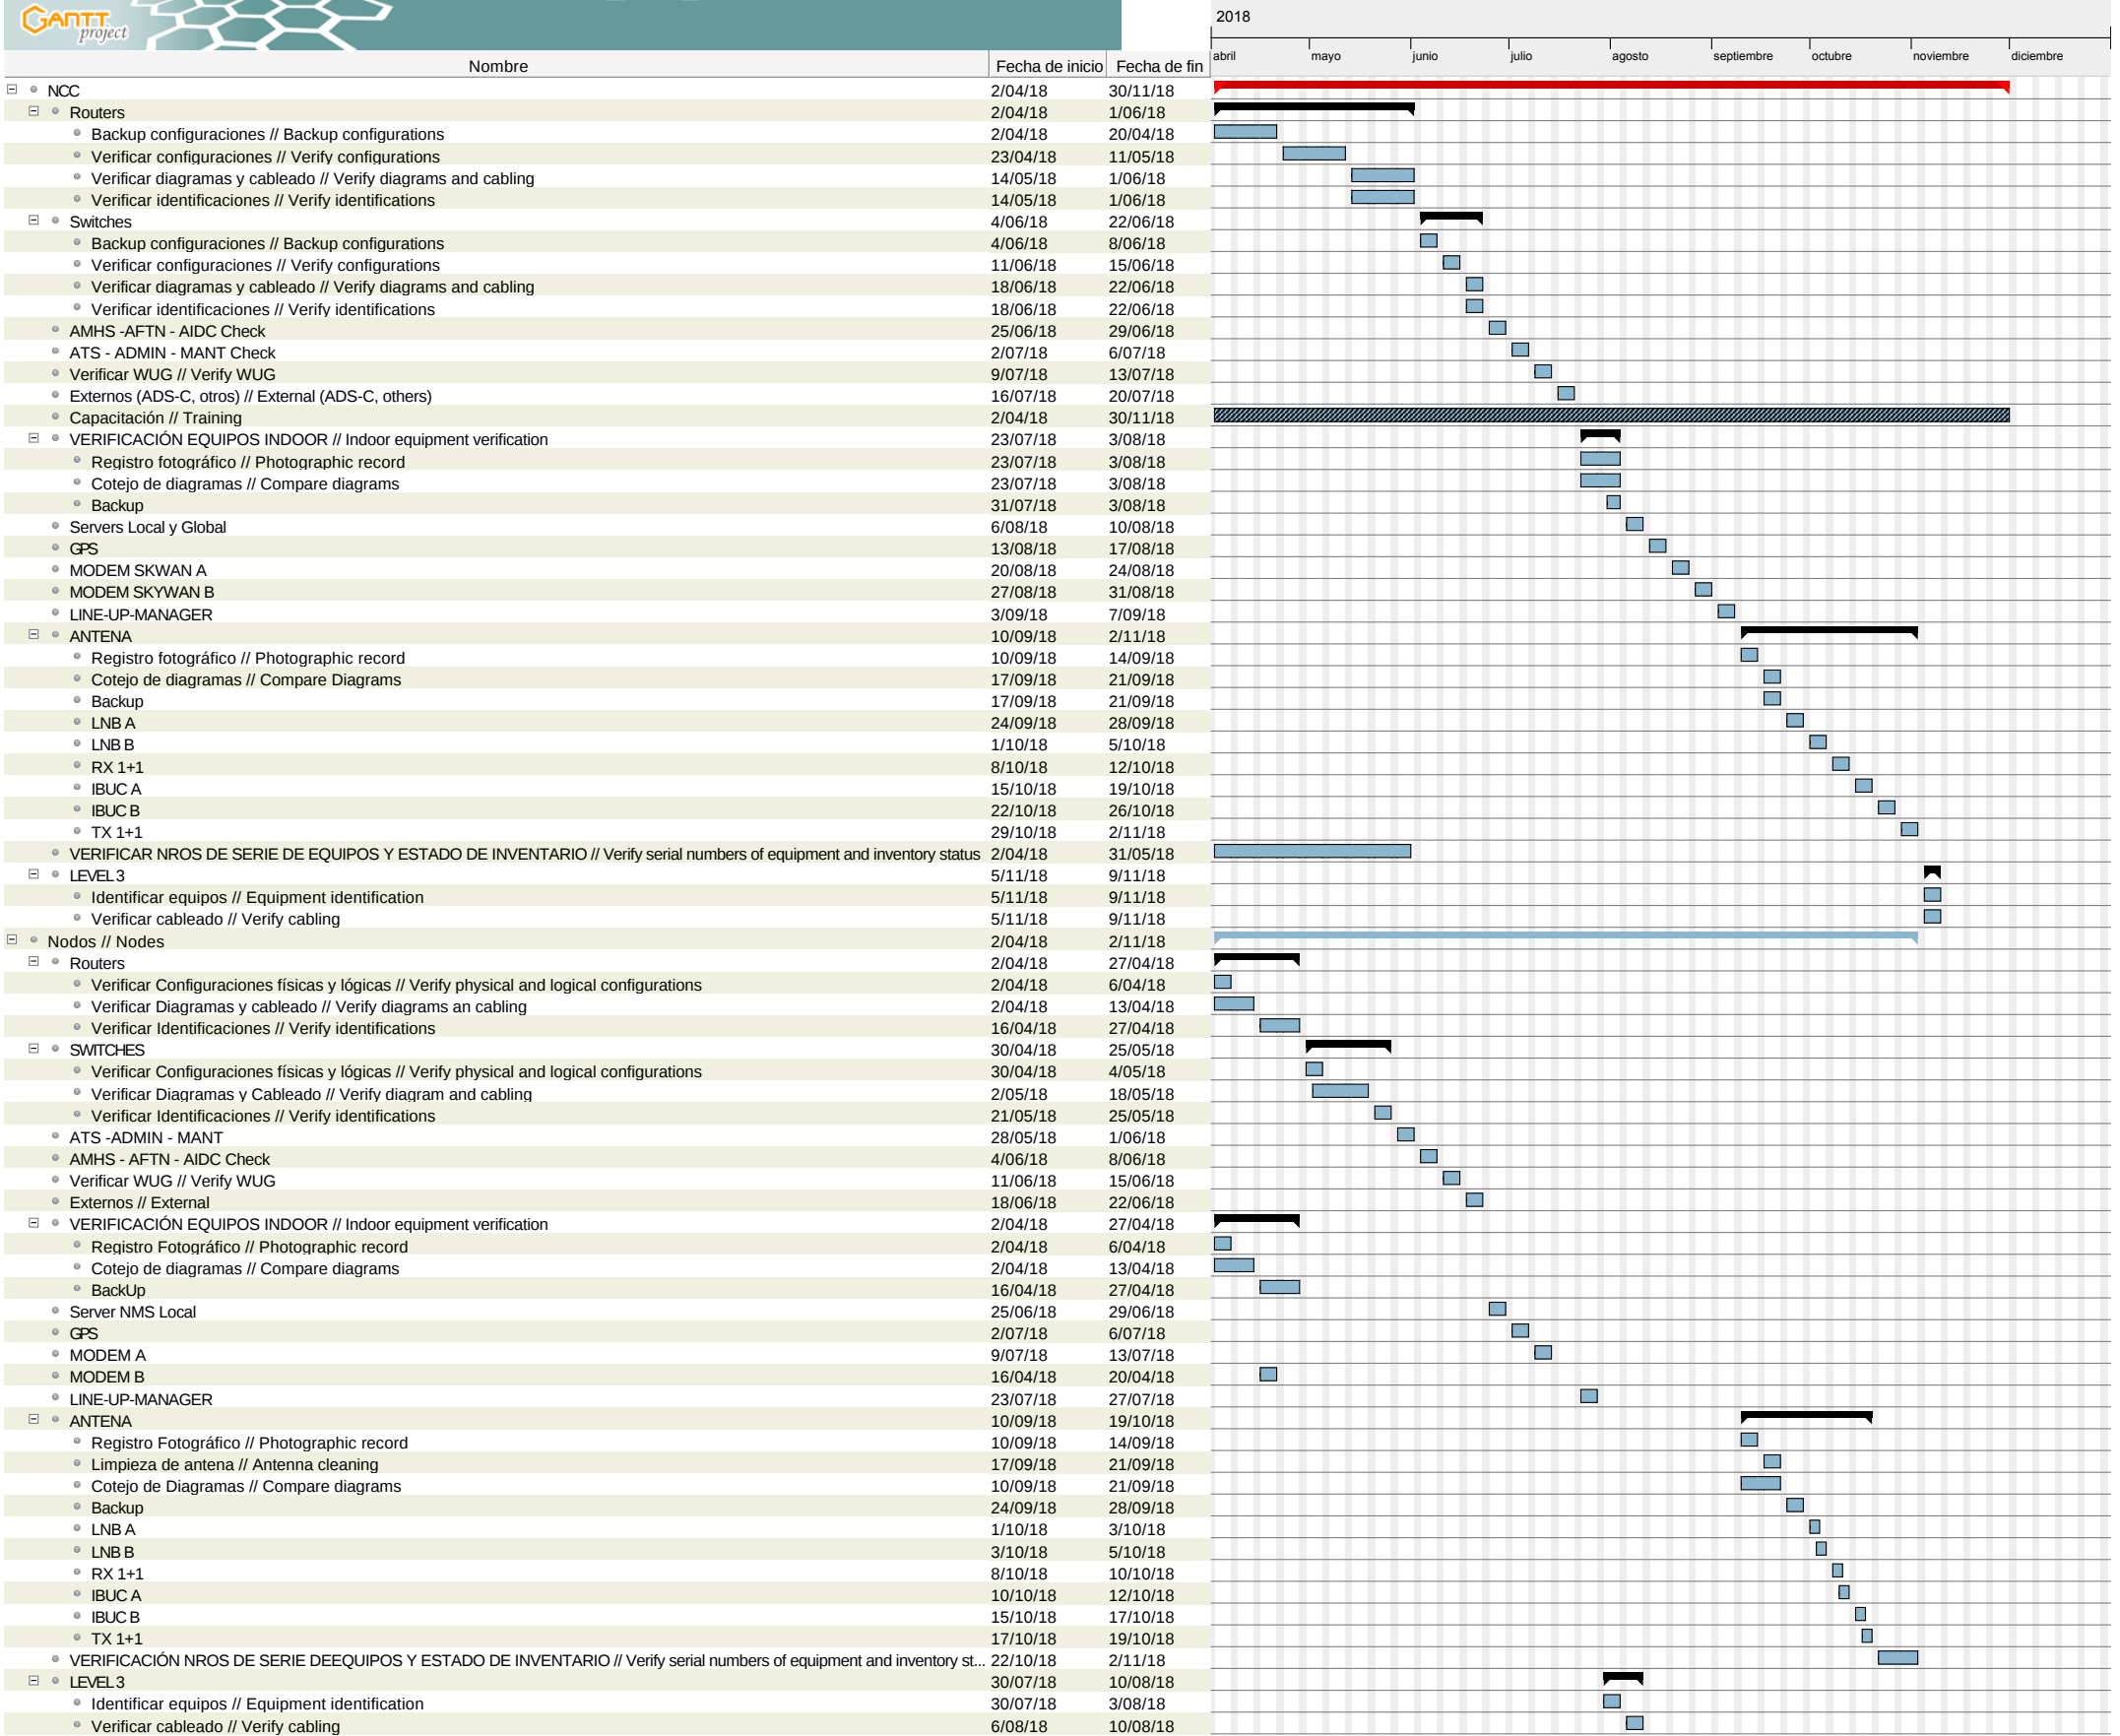 GANTT
project
2018
Nombre Fecha de inicio Fecha de fin abril mayo junio julio agosto septiembre octubre noviembre diciembre
NCC 2/04/18 30/11/18
Routers 2/04/18 1/06/18
Backup configuraciones // Backup configurations 2/04/18 20/04/18
Verificar configuraciones // Verify configurations 23/04/18 11/05/18
Verificar diagramas y cableado // Verify diagrams and cabling 14/05/18 1/06/18
Verificar identificaciones // Verify identifications 14/05/18 1/06/18
Switches 4/06/18 22/06/18
Backup configuraciones // Backup configurations 4/06/18 8/06/18
Verificar configuraciones // Verify configurations 11/06/18 15/06/18
Verificar diagramas y cableado // Verify diagrams and cabling 18/06/18 22/06/18
Verificar identificaciones // Verify identifications 18/06/18 22/06/18
AMHS -AFTN - AIDC Check 25/06/18 29/06/18
ATS - ADMIN - MANT Check 2/07/18 6/07/18
Verificar WUG // Verify WUG 9/07/18 13/07/18
Externos (ADS-C, otros) // External (ADS-C, others) 16/07/18 20/07/18
Capacitación // Training 2/04/18 30/11/18
VERIFICACIÓN EQUIPOS INDOOR // Indoor equipment verification 23/07/18 3/08/18
Registro fotográfico // Photographic record 23/07/18 3/08/18
Cotejo de diagramas // Compare diagrams 23/07/18 3/08/18
Backup 31/07/18 3/08/18
Servers Local y Global 6/08/18 10/08/18
GPS 13/08/18 17/08/18
MODEM SKWAN A 20/08/18 24/08/18
MODEM SKYWAN B 27/08/18 31/08/18
LINE-UP-MANAGER 3/09/18 7/09/18
ANTENA 10/09/18 2/11/18
Registro fotográfico // Photographic record 10/09/18 14/09/18
Cotejo de diagramas // Compare Diagrams 17/09/18 21/09/18
Backup 17/09/18 21/09/18
LNB A 24/09/18 28/09/18
LNB B 1/10/18 5/10/18
RX 1+1 8/10/18 12/10/18
IBUC A 15/10/18 19/10/18
IBUC B 22/10/18 26/10/18
TX 1+1 29/10/18 2/11/18
VERIFICAR NROS DE SERIE DE EQUIPOS Y ESTADO DE INVENTARIO // Verify serial numbers of equipment and inventory status 2/04/18 31/05/18
LEVEL 3 5/11/18 9/11/18
Identificar equipos // Equipment identification 5/11/18 9/11/18
Verificar cableado // Verify cabling 5/11/18 9/11/18
Nodos // Nodes 2/04/18 2/11/18
Routers 2/04/18 27/04/18
Verificar Configuraciones físicas y lógicas // Verify physical and logical configurations 2/04/18 6/04/18
Verificar Diagramas y cableado // Verify diagrams an cabling 2/04/18 13/04/18
Verificar Identificaciones // Verify identifications 16/04/18 27/04/18
SWITCHES 30/04/18 25/05/18
Verificar Configuraciones físicas y lógicas // Verify physical and logical configurations 30/04/18 4/05/18
Verificar Diagramas y Cableado // Verify diagram and cabling 2/05/18 18/05/18
Verificar Identificaciones // Verify identifications 21/05/18 25/05/18
ATS -ADMIN - MANT 28/05/18 1/06/18
AMHS - AFTN - AIDC Check 4/06/18 8/06/18
Verificar WUG // Verify WUG 11/06/18 15/06/18
Externos // External 18/06/18 22/06/18
VERIFICACIÓN EQUIPOS INDOOR // Indoor equipment verification 2/04/18 27/04/18
Registro Fotográfico // Photographic record 2/04/18 6/04/18
Cotejo de diagramas // Compare diagrams 2/04/18 13/04/18
BackUp 16/04/18 27/04/18
Server NMS Local 25/06/18 29/06/18
GPS 2/07/18 6/07/18
MODEM A 9/07/18 13/07/18
MODEM B 16/04/18 20/04/18
LINE-UP-MANAGER 23/07/18 27/07/18
ANTENA 10/09/18 19/10/18
Registro Fotográfico // Photographic record 10/09/18 14/09/18
Limpieza de antena // Antenna cleaning 17/09/18 21/09/18
Cotejo de Diagramas // Compare diagrams 10/09/18 21/09/18
Backup 24/09/18 28/09/18
LNB A 1/10/18 3/10/18
LNB B 3/10/18 5/10/18
RX 1+1 8/10/18 10/10/18
IBUC A 10/10/18 12/10/18
IBUC B 15/10/18 17/10/18
TX 1+1 17/10/18 19/10/18
VERIFICACIÓN NROS DE SERIE DEEQUIPOS Y ESTADO DE INVENTARIO // Verify serial numbers of equipment and inventory st... 22/10/18 2/11/18
LEVEL 3 30/07/18 10/08/18
Identificar equipos // Equipment identification 30/07/18 3/08/18
Verificar cableado // Verify cabling 6/08/18 10/08/18